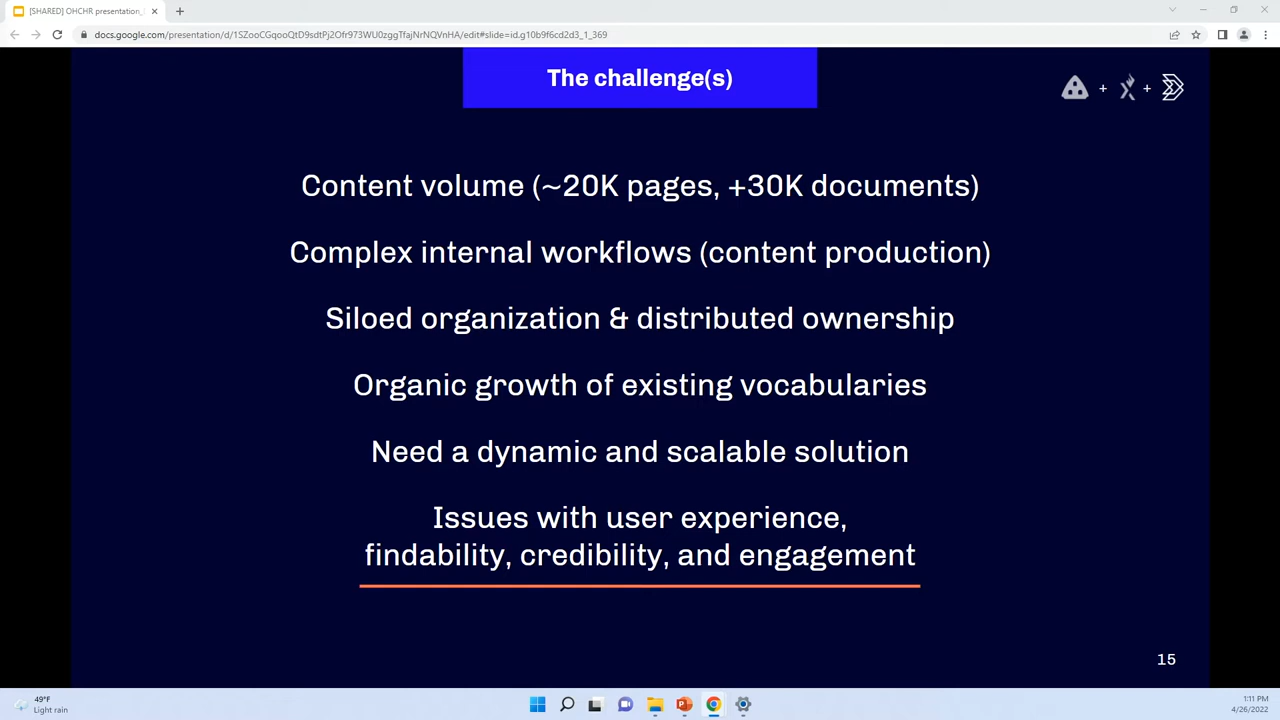 [SHARED] OHCHR presentation_
docs.google.com/presentation/d/1SZooCGqooQtD9sdtPj2Ofr973WU0zggTfajNrNQVnHA/edit#slide=id.g10b9f6cd2d3_1_369
The challenge(s)
+ +
Content volume (~20K pages, +30K documents)
Complex internal workflows (content production)
Siloed organization & distributed ownership
Organic growth of existing vocabularies
Need a dynamic and scalable solution
Issues with user experience,
findability, credibility, and engagement
15
49°F
Light rain
1:11 PM
4/26/2022